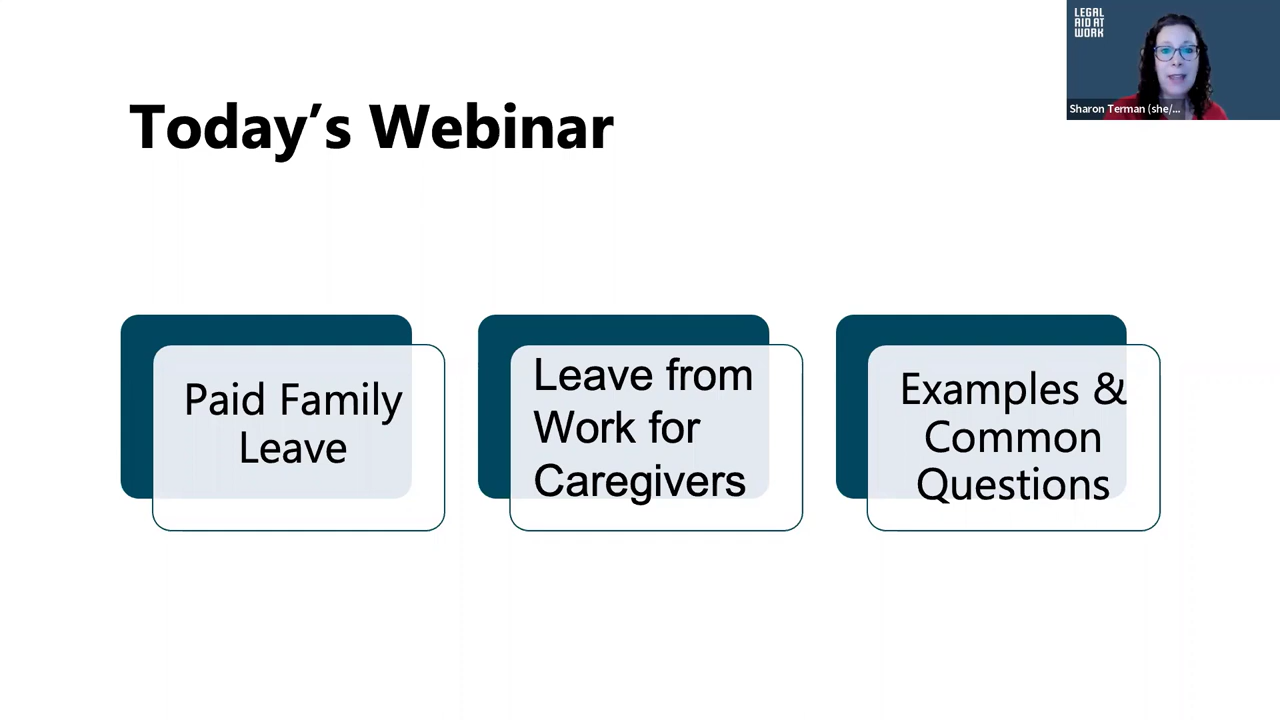 LEGAL
AID AT
WORK
Sharon Terman (she/...
Today's Webinar
Paid Family
Leave
Leave from
Work for
Caregivers
Examples &
Common
Questions